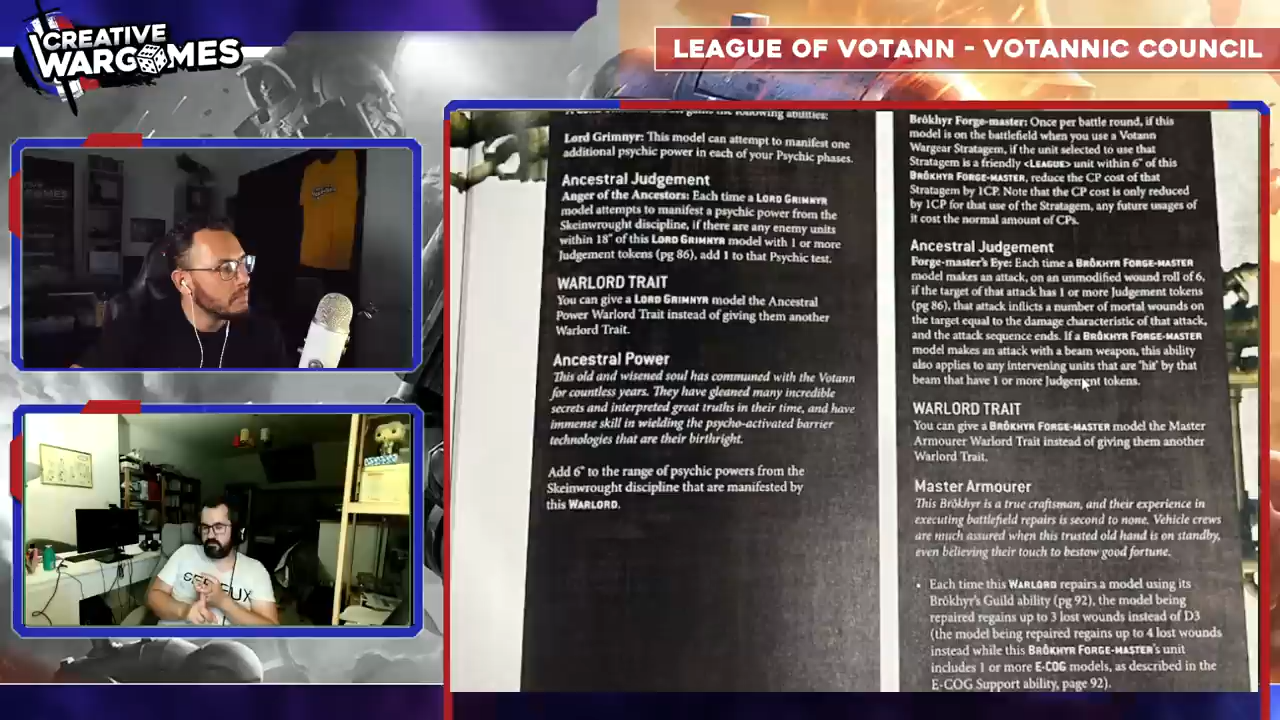 CREATIVE
WARGAMES
LEAGUE OF VOTANN - VOTANNIC COUNCIL
the following abilities:
Lord Grimnyr: This model can attempt to manifest one
additional psychic power in each of your Psychic phases.
Ancestral Judgement
Anger of the Ancestors: Each time a LORD GRIMNYR
model attempts to manifest a psychic power from the
Skeinwrought discipline, if there are any enemy units
within 18" of this LORD GRIMNYR model with 1 or more
Judgement tokens (pg 86), add 1 to that Psychic test.
WARLORD TRAIT
You can give a LORD GRIMNYR model the Ancestral
Power Warlord Trait instead of giving them another
Warlord Trait.
Ancestral Power
This old and wisened soul has communed with the Votann
for countless years. They have gleaned many incredible
secrets and interpreted great truths in their time, and have
immense skill in wielding the psycho-activated barrier
technologies that are their birthright.
Add 6" to the range of psychic powers from the
Skeinwrought discipline that are manifested by
this WARLORD.
Brôkhyr Forge-master: Once per battle round, if this
model is on the battlefield when you use a Votann
Wargear Stratagem, if the unit selected to use that
Stratagem is a friendly <LEAGUE> unit within 6" of this
BRÔKHYR FORGE-MASTER, reduce the CP cost of that
Stratagem by 1CP. Note that the CP cost is only reduced
by 1CP for that use of the Stratagem, any future usages of
it cost the normal amount of CPs.
Ancestral Judgement
Forge-master's Eye: Each time a BRÔKHYR FORGE-MASTER
model makes an attack, on an unmodified wound roll of 6,
if the target of that attack has 1 or more Judgement tokens
(pg 86), that attack inflicts a number of mortal wounds on
the target equal to the damage characteristic of that attack,
and the attack sequence ends. If a BRÔKHYR FORGE-MASTER
model makes an attack with a beam weapon, this ability
also applies to any intervening units that are 'hit' by that
beam that have 1 or more Judgement tokens.
WARLORD TRAIT
You can give a BRÔKHYR FORGE-MASTER model the Master
Armourer Warlord Trait instead of giving them another
Warlord Trait.
Master Armourer
This Brôkhyr is a true craftsman, and their experience in
executing battlefield repairs is second to none. Vehicle crews
are much assured when this trusted old hand is on standby,
even believing their touch to bestow good fortune.
• Each time this WARLORD repairs a model using its
Brôkhyr's Guild ability (pg 92), the model being
repaired regains up to 3 lost wounds instead of D3
(the model being repaired regains up to 4 lost wounds
instead while this BRÔKHYR FORGE-MASTER's unit
includes 1 or more E-COG models, as described in the
E-COG Support ability, page 92).